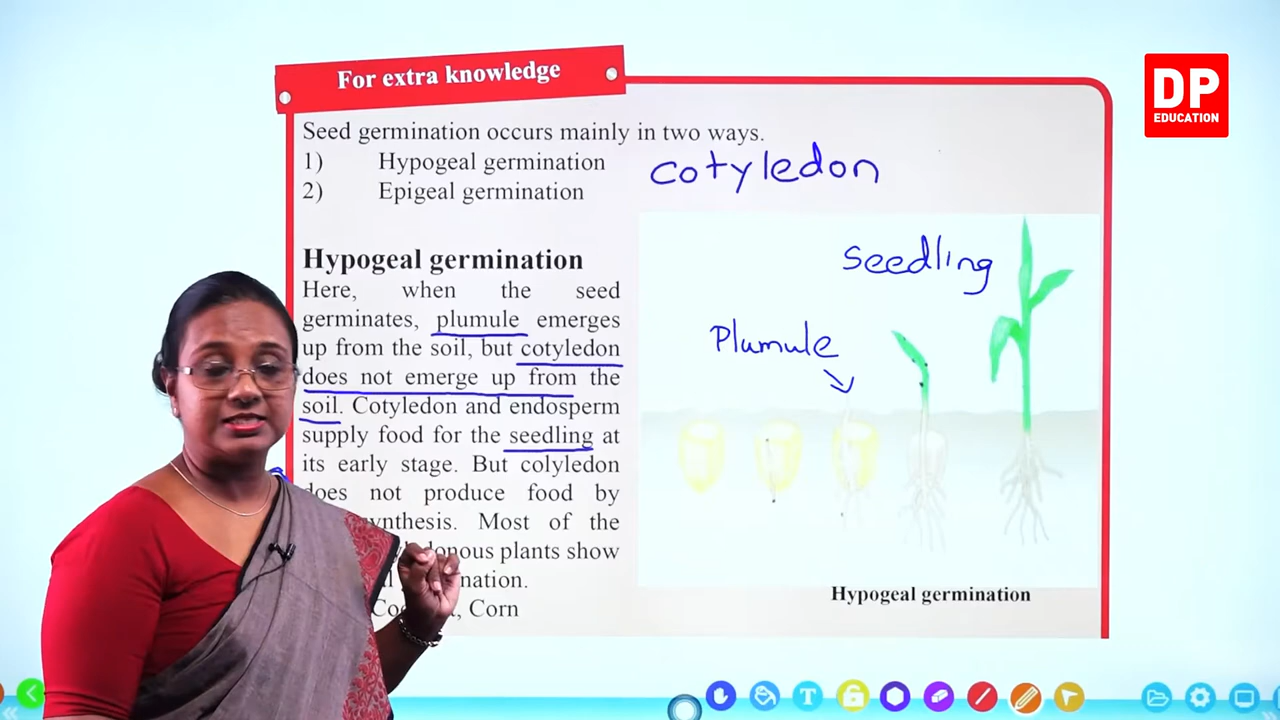 For extra knowledge
DP
EDUCATION
Seed germination occurs mainly in two ways.
1) Hypogeal germination
2) Epigeal germination
cotyledon
Hypogeal germination
Here, when the seed
germinates, plumule emerges
up from the soil, but cotyledon
does not emerge up from the
soil. Cotyledon and endosperm
supply food for the seedling at
its early stage. But colyledon
does not produce food by
ynthesis. Most of the
donous plants show
nation.
Corn
Seedling
Plumule
Hypogeal germination